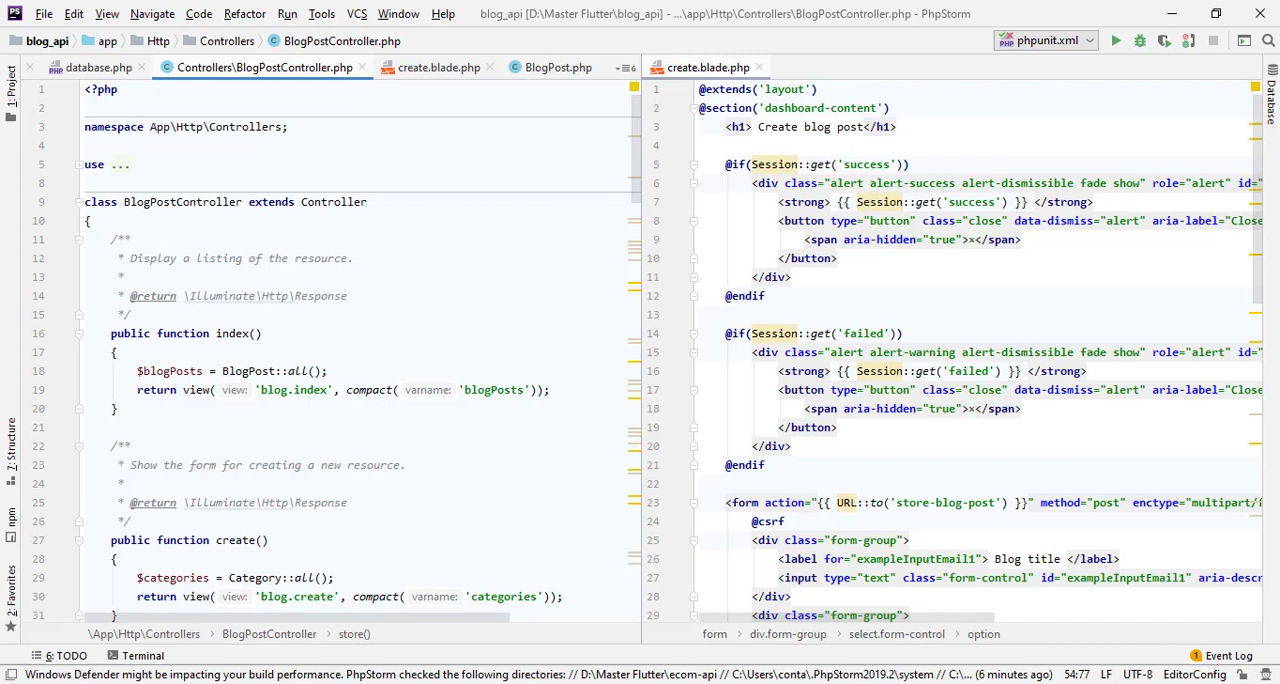 PS File Edit View Navigate Code Refactor Run Tools VCS Window Help blog_api [D:\Master Flutter\blog_api] - ...\app\Http\Controllers\BlogPostController.php - PhpStorm
blog_api app Http Controllers BlogPostController.php phpunit.xml
database.php Controllers\BlogPostController.php create.blade.php BlogPost.php 6 create.blade.php
1: Project
Z: Structure
npm
2: Favorites
Database
1 <?php
2
3 namespace App\Http\Controllers;
4
5 use ...
8
9 class BlogPostController extends Controller
10 {
11 /**
12 * Display a listing of the resource.
13 *
14 * @return \Illuminate\Http\Response
15 */
16 public function index()
17 {
18 $blogPosts = BlogPost::all();
19 return view( view: 'blog.index', compact( varname: 'blogPosts'));
20 }
21
22 /**
23 * Show the form for creating a new resource.
24 *
25 * @return \Illuminate\Http\Response
26 */
27 public function create()
28 {
29 $categories = Category::all();
30 return view( view: 'blog.create', compact( varname: 'categories'));
31 }
\App\Http\Controllers BlogPostController store()
1 @extends('layout')
2 @section('dashboard-content')
3 <h1> Create blog post</h1>
4
5 @if(Session::get('success'))
6 <div class="alert alert-success alert-dismissible fade show" role="alert" id=
7 <strong> {{ Session::get('success') }} </strong>
8 <button type="button" class="close" data-dismiss="alert" aria-label="Close
9 <span aria-hidden="true">×</span>
10 </button>
11 </div>
12 @endif
13
14 @if(Session::get('failed'))
15 <div class="alert alert-warning alert-dismissible fade show" role="alert" id=
16 <strong> {{ Session::get('failed') }} </strong>
17 <button type="button" class="close" data-dismiss="alert" aria-label="Close
18 <span aria-hidden="true">×</span>
19 </button>
20 </div>
21 @endif
22
23 <form action="{{ URL::to('store-blog-post') }}" method="post" enctype="multipart/f
24 @csrf
25 <div class="form-group">
26 <label for="exampleInputEmail1"> Blog title </label>
27 <input type="text" class="form-control" id="exampleInputEmail1" aria-descr
28 </div>
29 <div class="form-group">
form div.form-group select.form-control option
6: TODO Terminal 1 Event Log
Windows Defender might be impacting your build performance. PhpStorm checked the following directories: // D:\Master Flutter\ecom-api // C:\Users\conta\.PhpStorm2019.2\system // C:\... (6 minutes ago) 54:77 LF UTF-8 EditorConfig